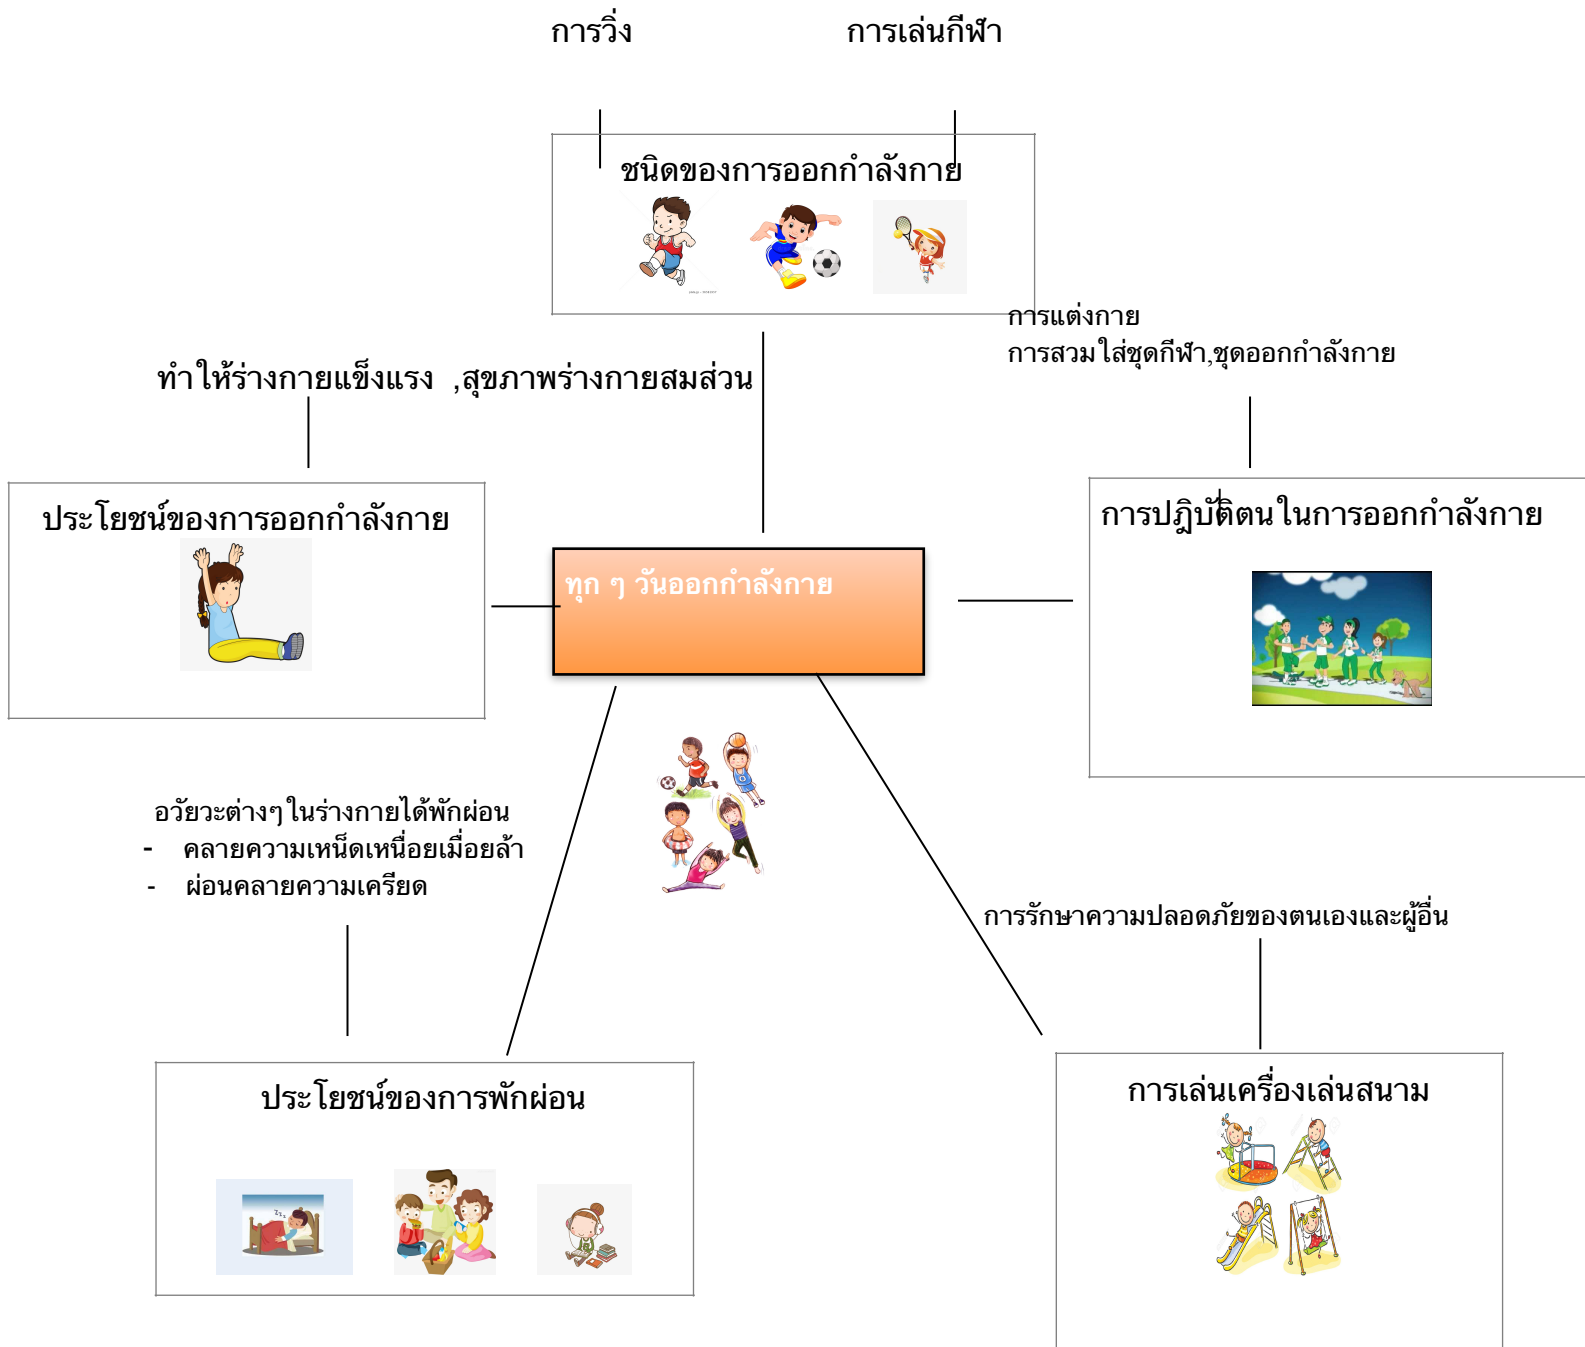 การวิ่ง
การเล่นกีฬา
ชนิดของการออกกำลังกาย
การแต่งกาย
การสวมใส่ชุดกีฬา,ชุดออกกำลังกาย
ทำให้ร่างกายแข็งแรง ,สุขภาพร่างกายสมส่วน
ประโยชน์ของการออกกำลังกาย
การปฎิบัติตนในการออกกำลังกาย
ทุก ๆ วันออกกำลังกาย
อวัยวะต่างๆในร่างกายได้พักผ่อน
- คลายความเหน็ดเหนื่อยเมื่อยล้า
- ผ่อนคลายความเครียด
การรักษาความปลอดภัยของตนเองและผู้อื่น
ประโยชน์ของการพักผ่อน
การเล่นเครื่องเล่นสนาม